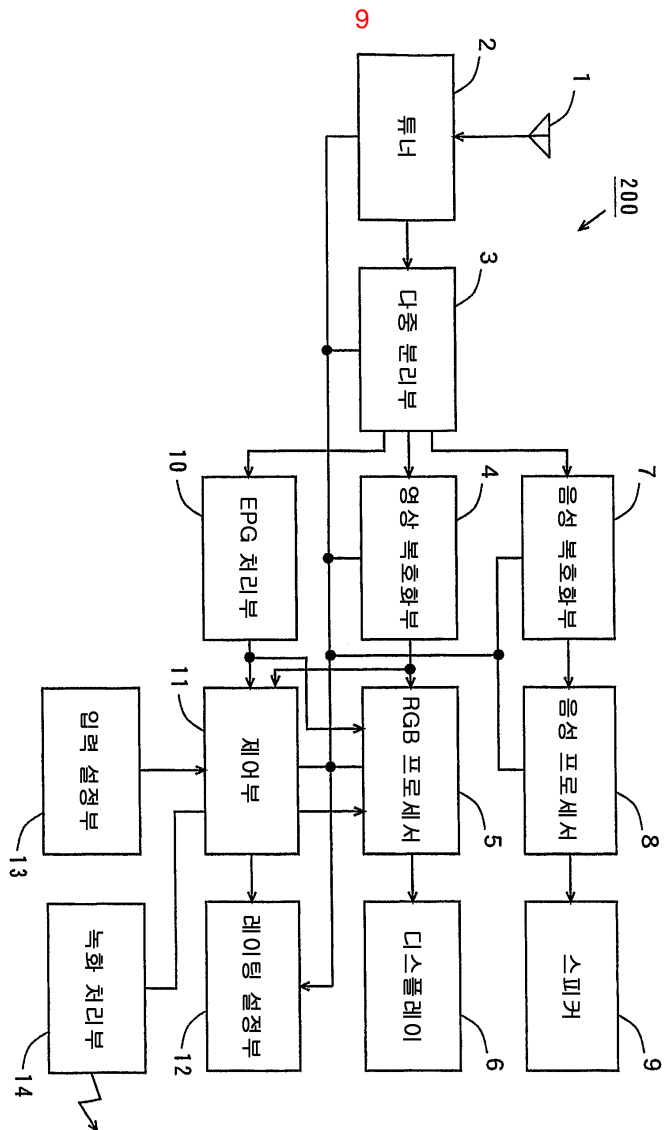 9
200
1
2
튜너
3
다중 분리부
7
음성 복호화부
4
영상 복호화부
10
EPG 처리부
8
음성 프로세서
5
RGB 프로세서
11
제어부
13
입력 설정부
9
스피커
6
디스플레이
12
레이팅 설정부
14
녹화 처리부